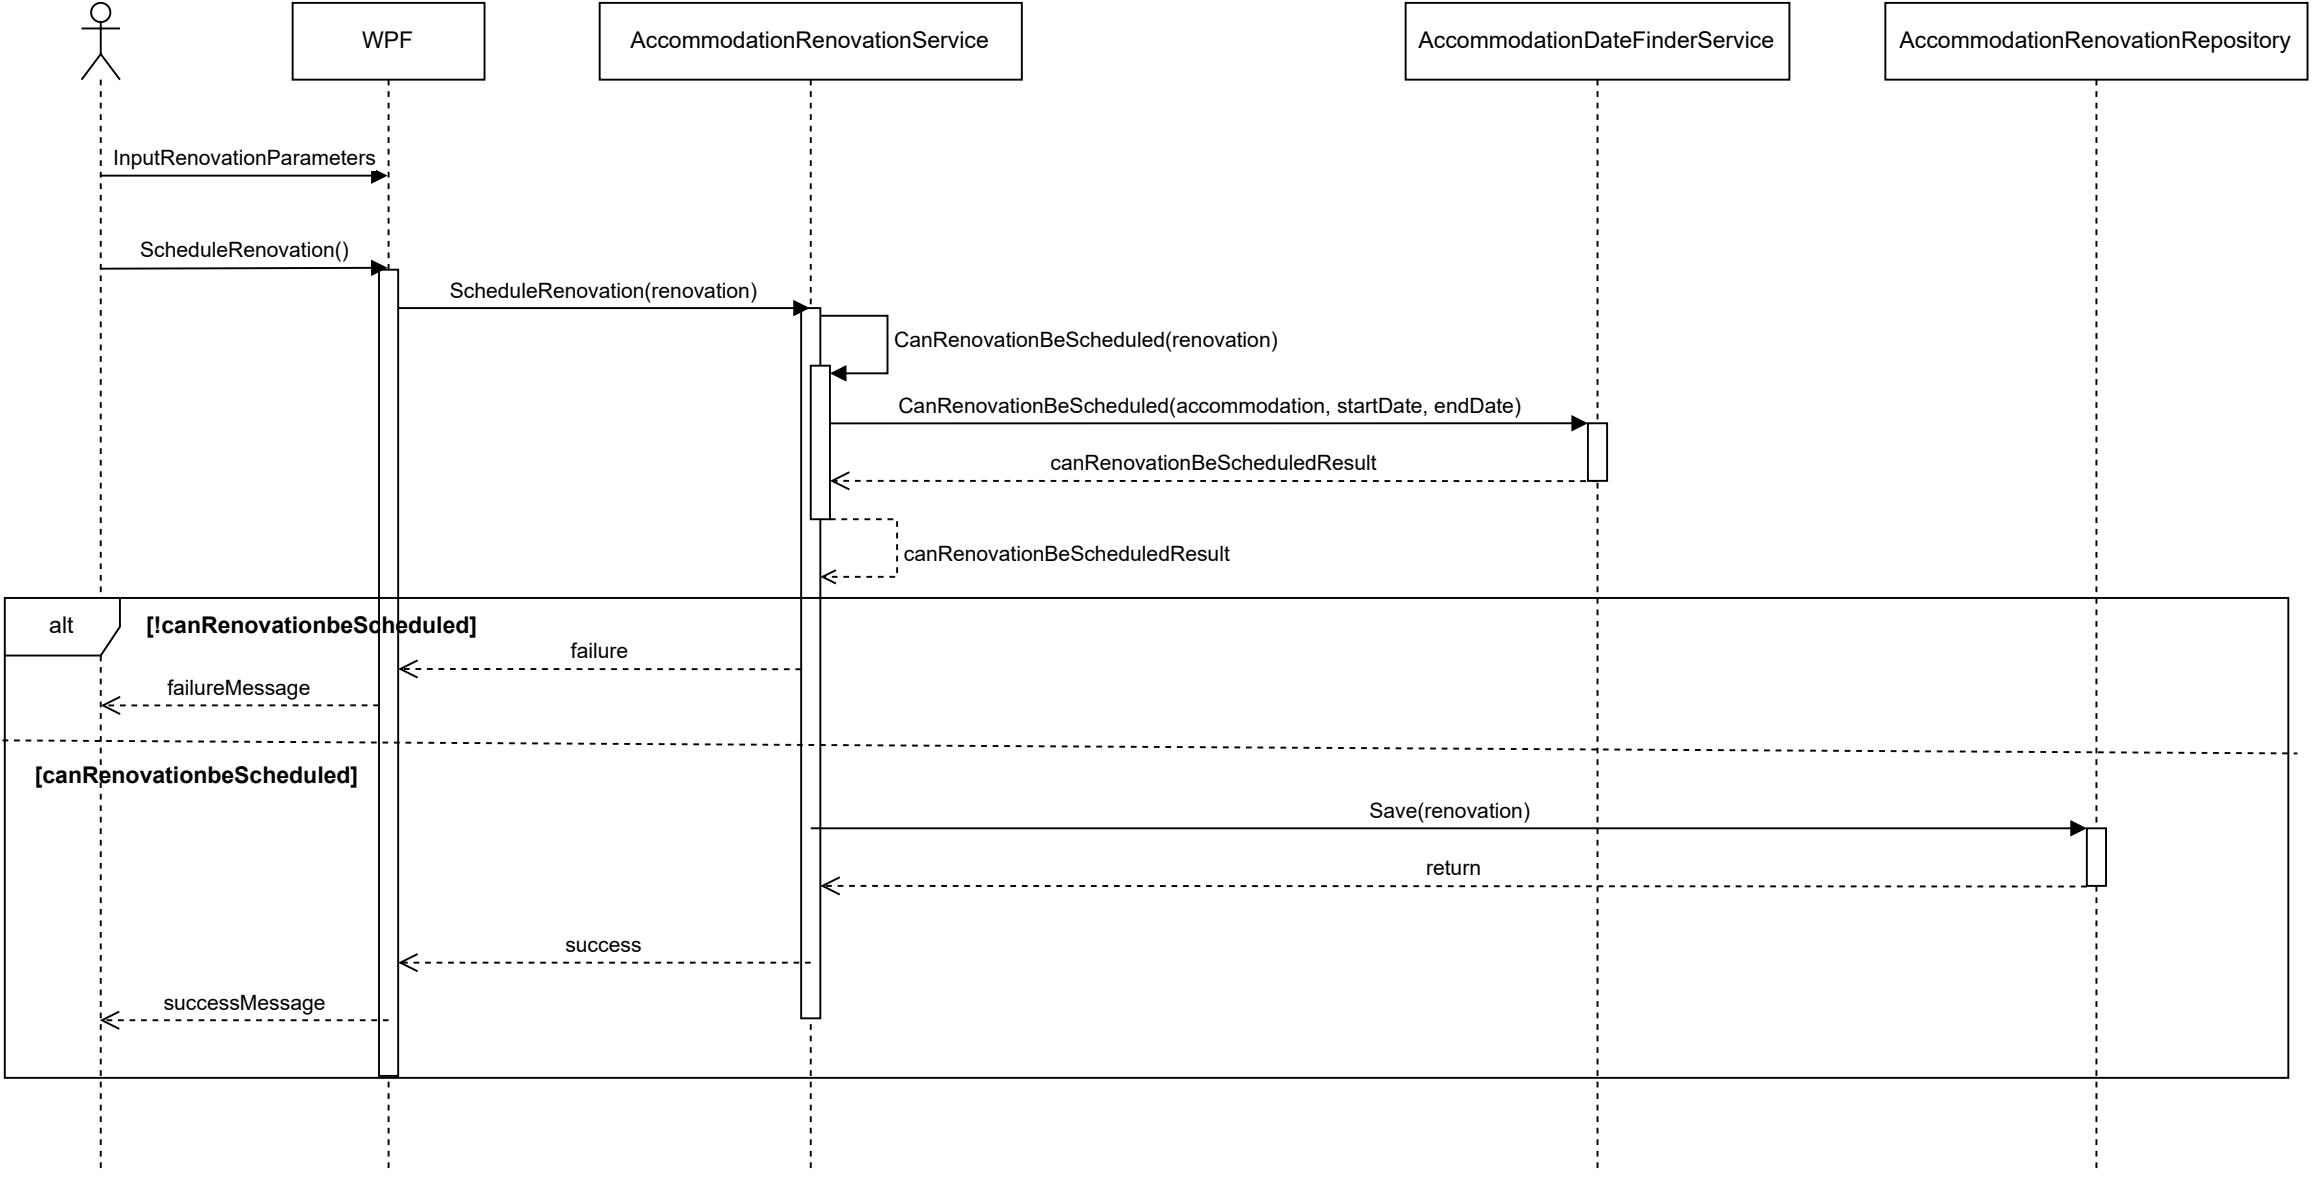 WPF
AccommodationRenovationService
AccommodationDateFinderService
AccommodationRenovationRepository
InputRenovationParameters
ScheduleRenovation()
ScheduleRenovation(renovation)
CanRenovationBeScheduled(renovation)
CanRenovationBeScheduled(accommodation, startDate, endDate)
canRenovationBeScheduledResult
canRenovationBeScheduledResult
alt
[!canRenovationbeScheduled]
failure
failureMessage
[canRenovationbeScheduled]
Save(renovation)
return
success
successMessage